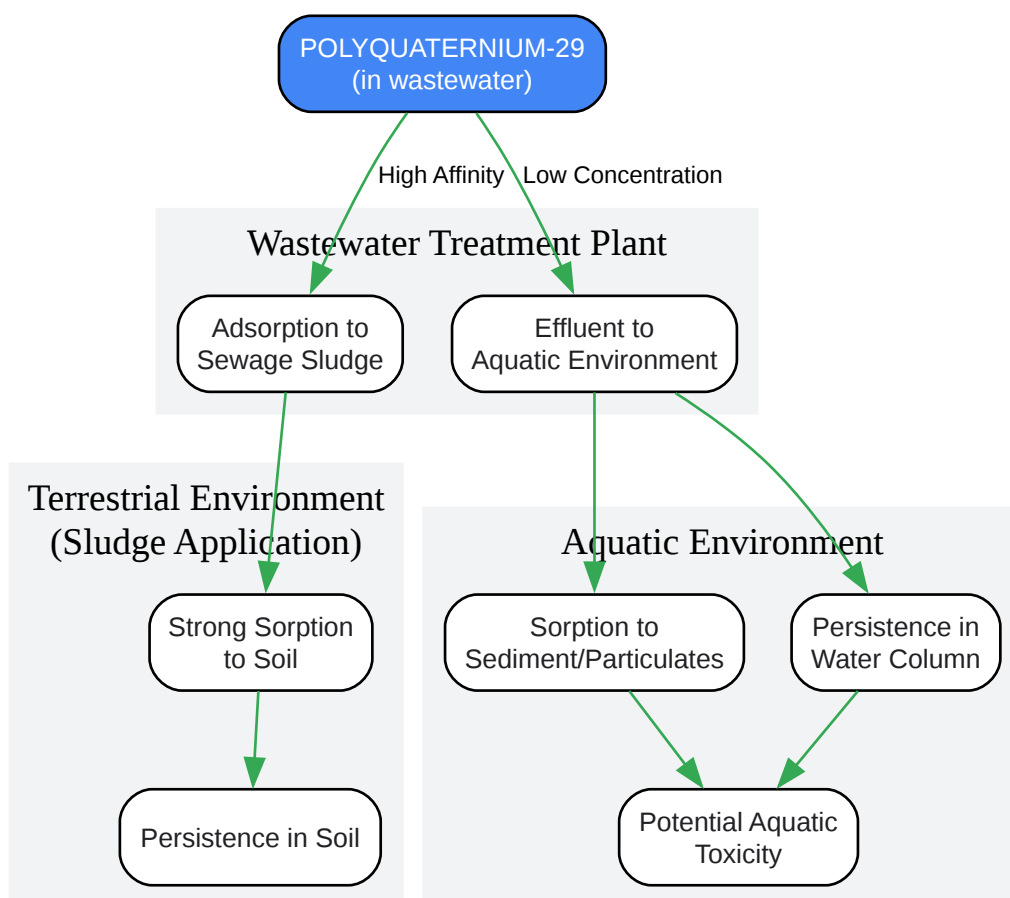 POLYQUATERNIUM-29
(in wastewater)
High Affinity
Low Concentration
Wastewater Treatment Plant
Adsorption to
Sewage Sludge
Effluent to
Aquatic Environment
Terrestrial Environment
(Sludge Application)
Strong Sorption
to Soil
Persistence in Soil
Aquatic Environment
Sorption to
Sediment/Particulates
Persistence in
Water Column
Potential Aquatic
Toxicity